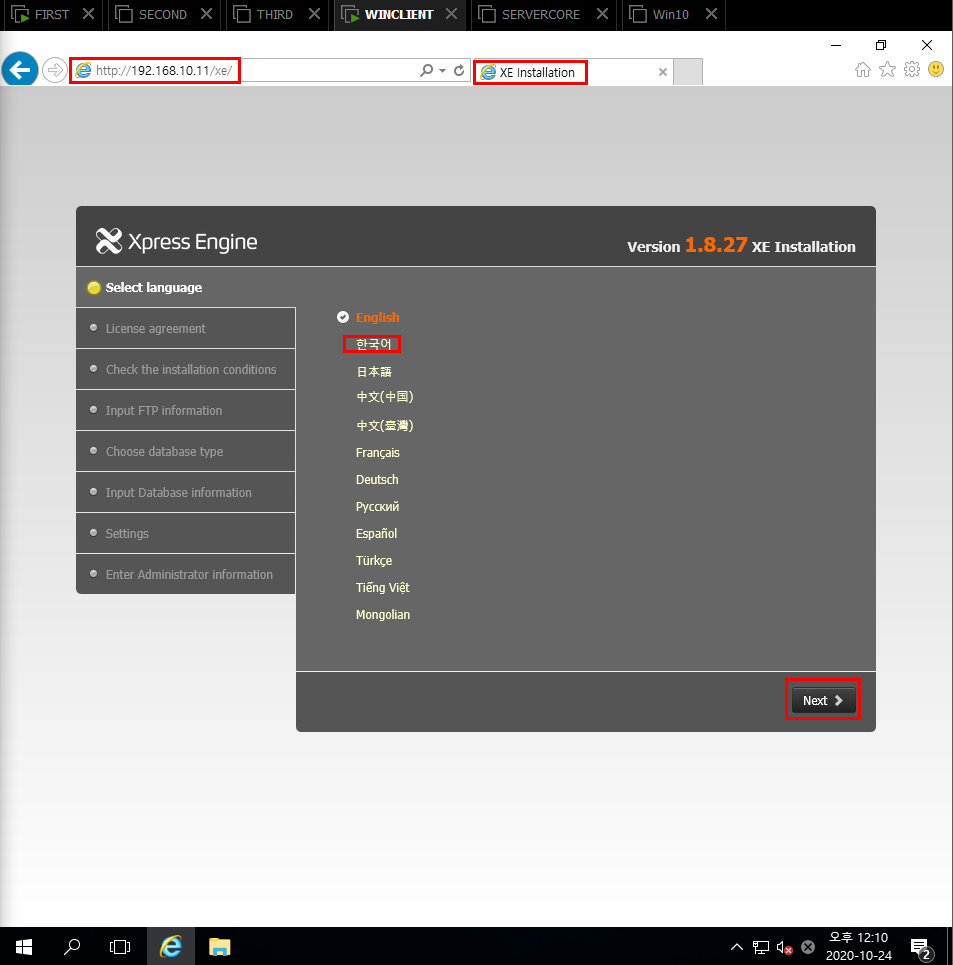 FIRST SECOND THIRD WINCLIENT SERVERCORE Win10
http://192.168.10.11/xe/ XE Installation
Xpress Engine
Version 1.8.27 XE Installation
Select language
License agreement
Check the installation conditions
Input FTP information
Choose database type
Input Database information
Settings
Enter Administrator information
English
한국어
日本語
中文(中国)
中文(臺灣)
Français
Deutsch
Русский
Español
Türkçe
Tiếng Việt
Mongolian
Next
오후 12:10
2020-10-24
2